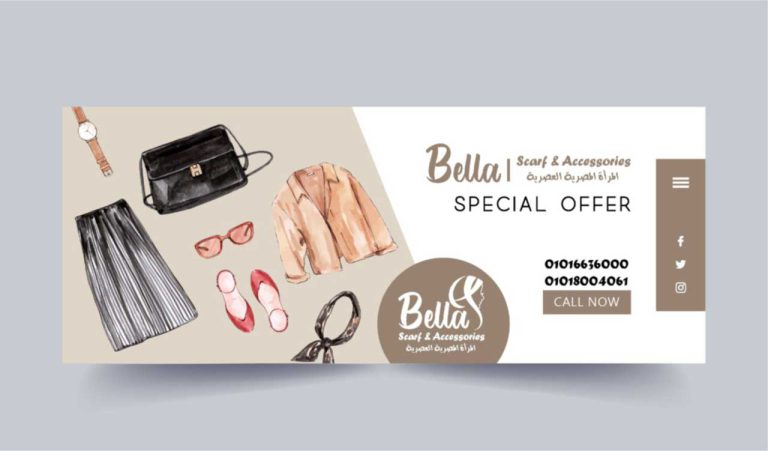 Bella | Scarf & Accessories
المرأة المصرية العصرية
SPECIAL OFFER
01016636000
01018004061
CALL NOW
Bella
Scarf & Accessories
المرأة المصرية العصرية